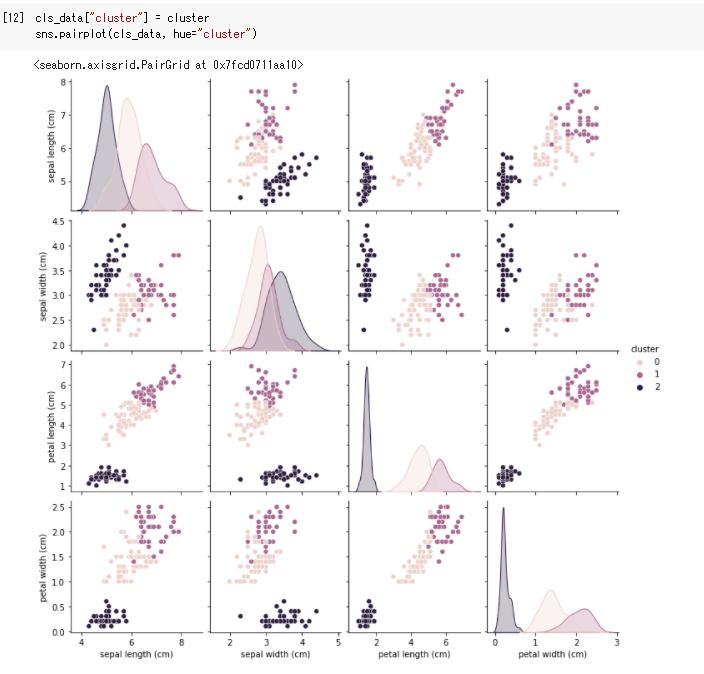 [12] cls_data["cluster"] = cluster
sns.pairplot(cls_data, hue="cluster")
<seaborn.axisgrid.PairGrid at 0x7fcd0711aa10>
8
7
6
5
sepal length (cm)
4.5
4.0
3.5
3.0
2.5
2.0
sepal width (cm)
cluster
0
1
2
7
6
5
4
3
2
1
petal length (cm)
2.5
2.0
1.5
1.0
0.5
0.0
petal width (cm)
4 6 8 2 3 4 5 2 4 6 0 1 2 3
sepal length (cm) sepal width (cm) petal length (cm) petal width (cm)